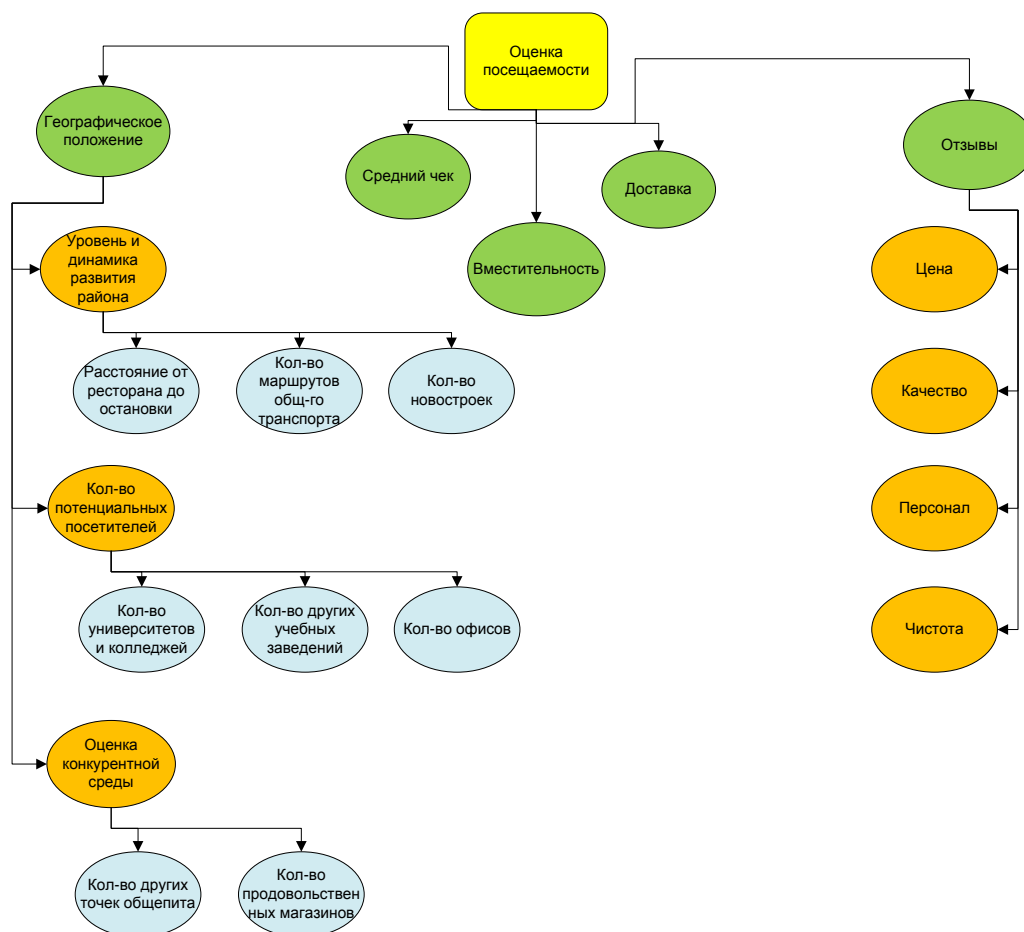 Оценка
посещаемости
Географическое
положение
Средний чек
Вместительность
Доставка
Отзывы
Уровень и
динамика
развития
района
Расстояние от
ресторана до
остановки
Кол-во
маршрутов
общ-го
транспорта
Кол-во
новостроек
Кол-во
потенциальных
посетителей
Кол-во
университетов
и колледжей
Кол-во других
учебных
заведений
Кол-во офисов
Оценка
конкурентной
среды
Кол-во других
точек общепита
Кол-во
продовольствен
ных магазинов
Цена
Качество
Персонал
Чистота